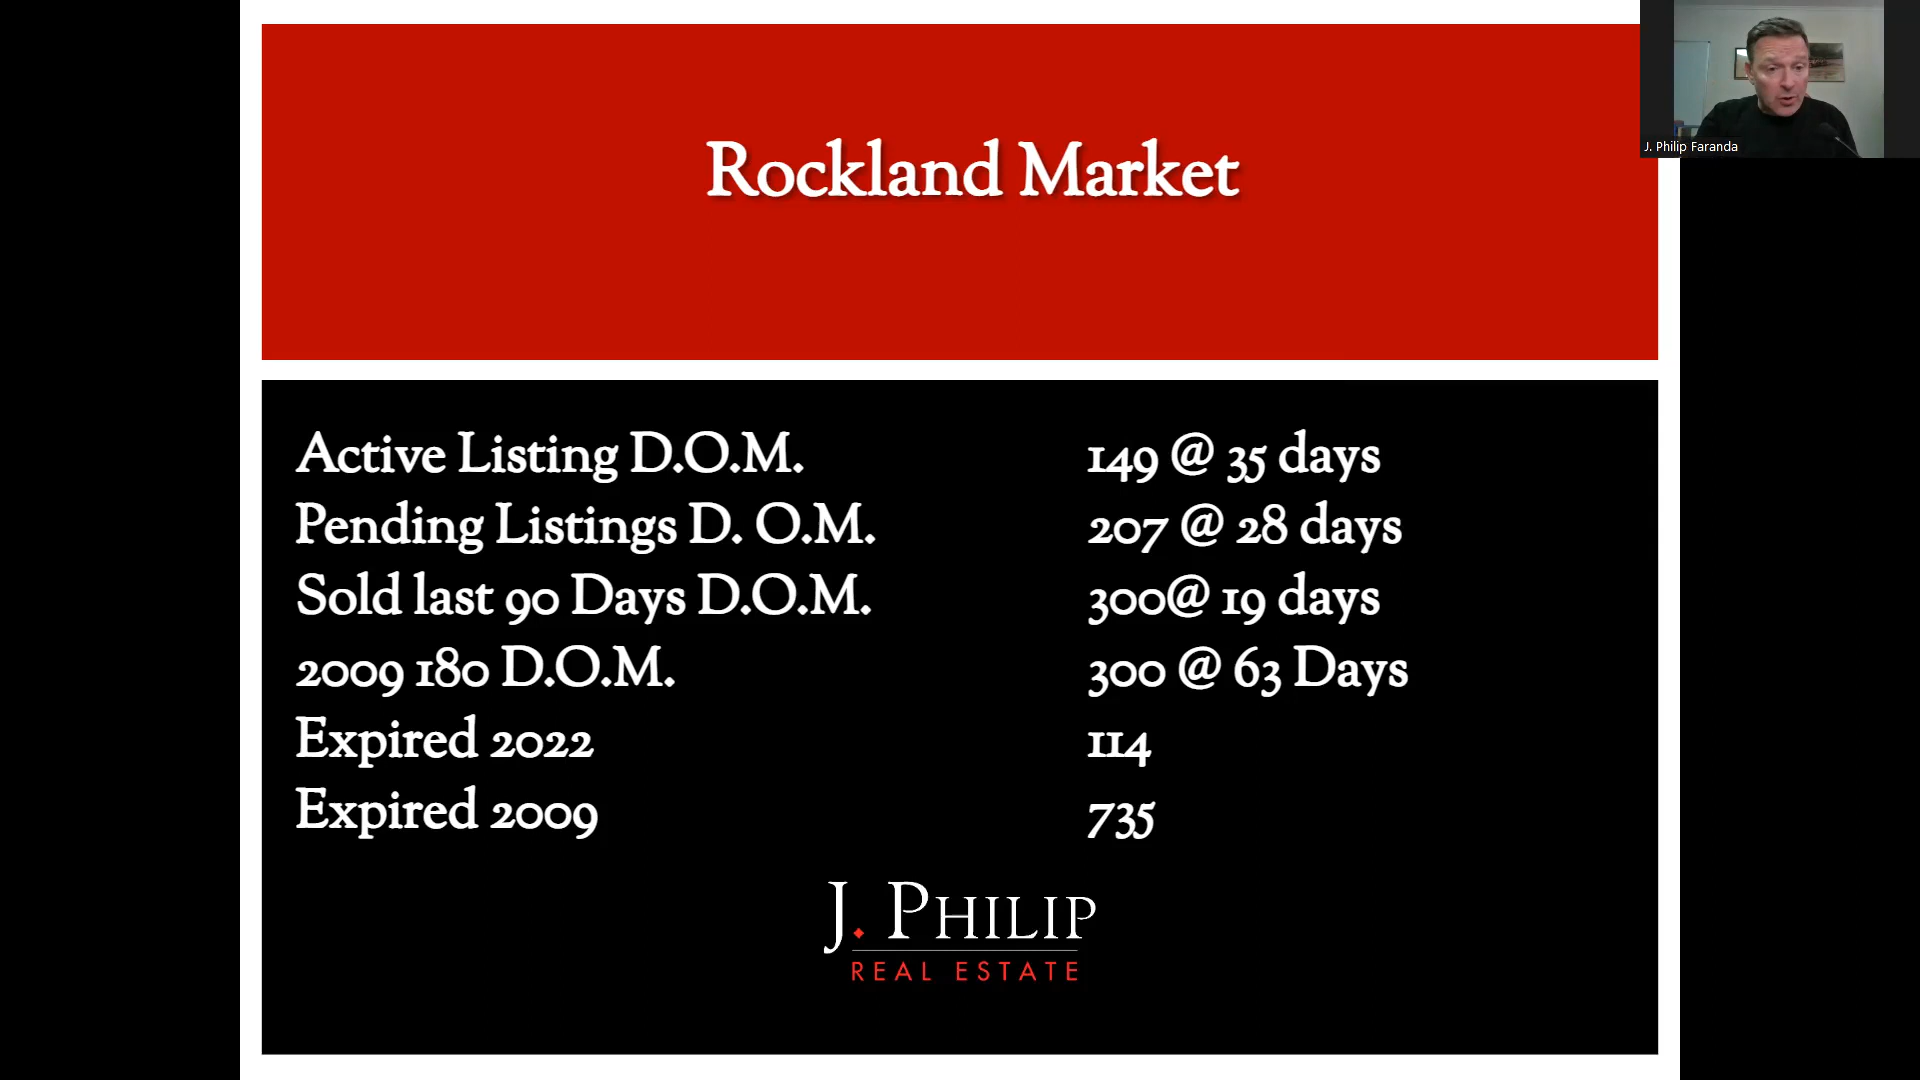 Rockland Market
J. Philip Faranda
Active Listing D.O.M. 149 @ 35 days
Pending Listings D. O.M. 207 @ 28 days
Sold last 90 Days D.O.M. 300@ 19 days
2009 180 D.O.M. 300 @ 63 Days
Expired 2022 114
Expired 2009 735
J. PHILIP
REAL ESTATE